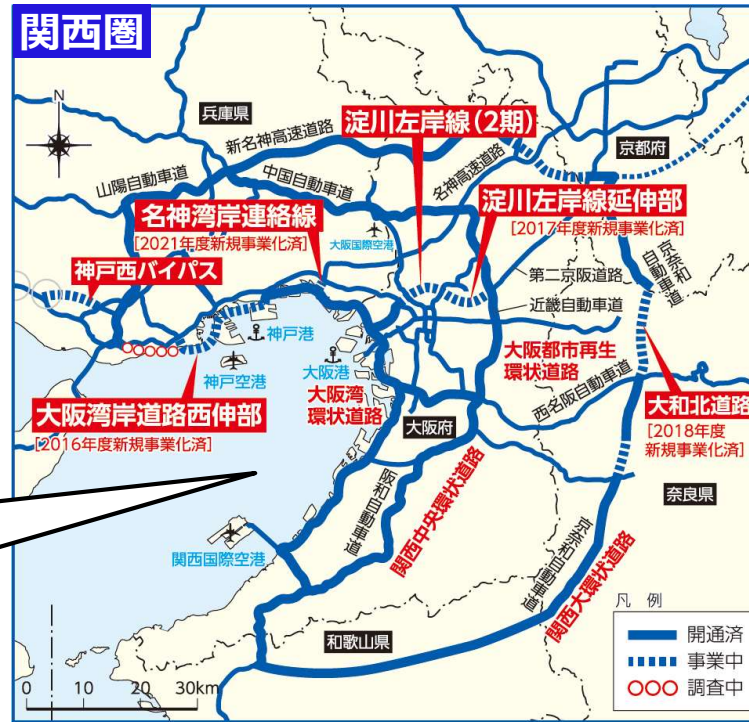 関西圏
N
兵庫県
新名神高速道路
淀川左岸線(2期)
名神高速道路
京都府
山陽自動車道
中国自動車道
名神湾岸連絡線
[2021年度新規事業化済]
大阪国際空港
淀川左岸線延伸部
[2017年度新規事業化済]
京奈和
自動車道
神戸西バイパス
第二京阪道路
近畿自動車道
神戸港
神戸空港
大阪港
大阪湾
環状道路
大阪都市再生
環状道路
西名阪自動車道
大阪湾岸道路西伸部
[2016年度新規事業化済]
大阪府
大和北道路
[2018年度
新規事業化済]
奈良県
阪和自動車道
関西中央環状道路
関西国際空港
京奈和自動車道
関西大環状道路
和歌山県
凡 例
開通済
事業中
調査中
0 10 20 30km